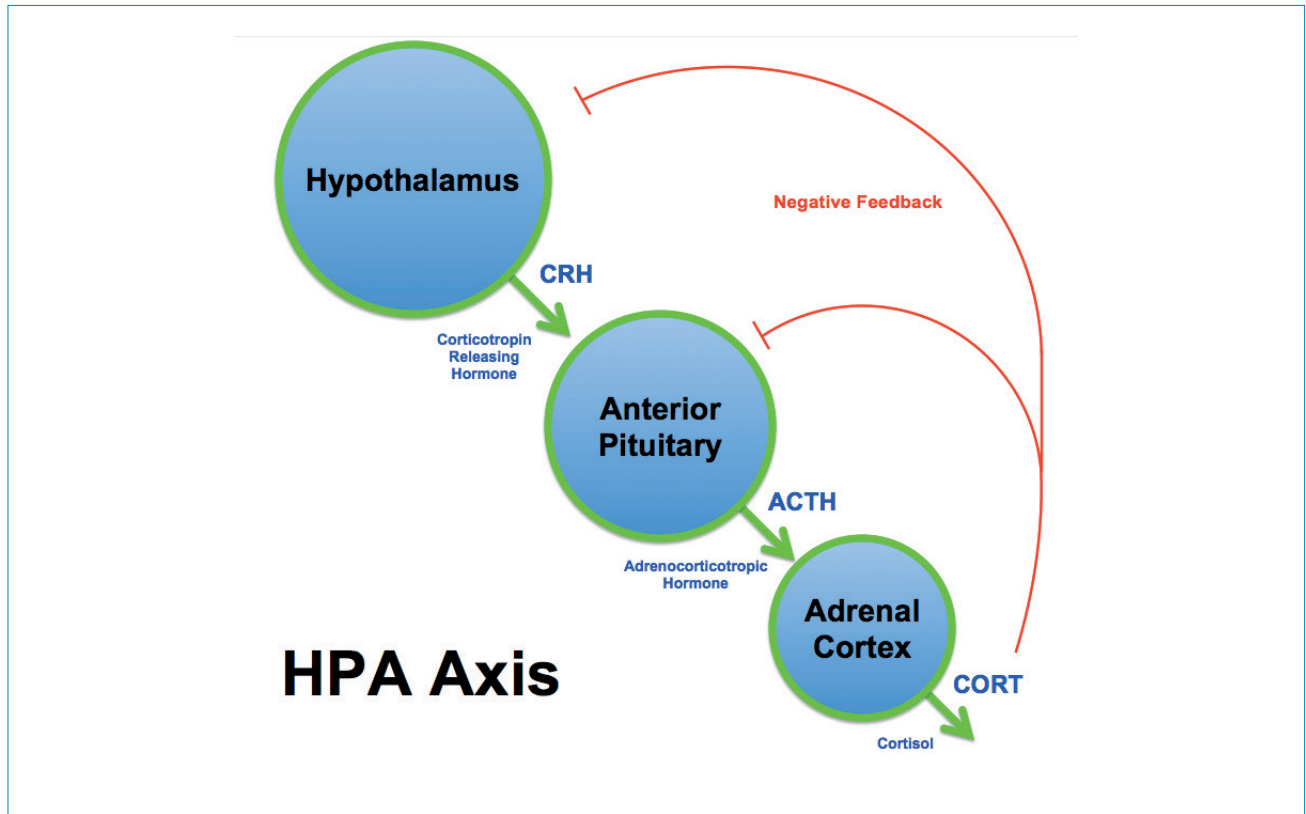 Hypothalamus
Negative Feedback
CRH
Corticotropin
Releasing
Hormone
Anterior
Pituitary
ACTH
Adrenocorticotropic
Hormone
Adrenal
Cortex
HPA Axis
CORT
Cortisol